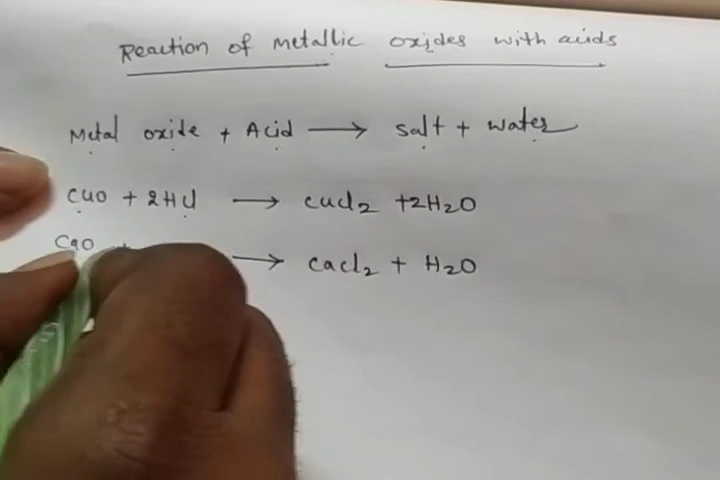 Reaction of metallic oxides with acids
Metal oxide + Acid → salt + water
CuO + 2HCl → CuCl2 + 2H2O
CaO + → CaCl2 + H2O